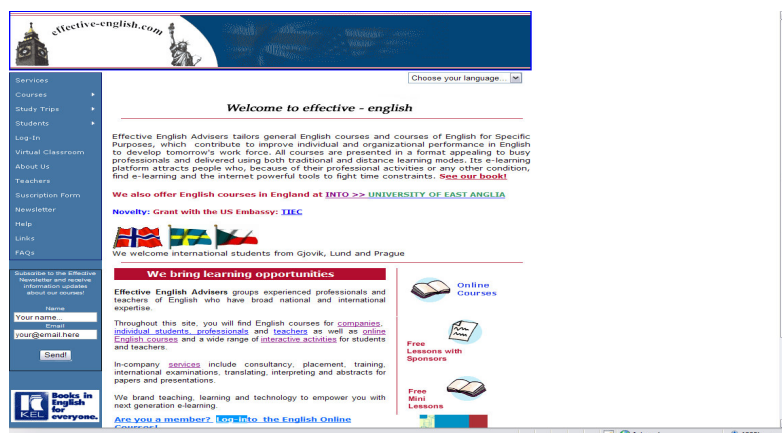 effective-english.com
Choose your language...
Services
Courses
Study Trips
Students
Log-In
Virtual Classroom
About Us
Teachers
Suscription Form
Newsletter
Help
Links
FAQs
Subscribe to the Effective
Newsletter and receive
information updates
about our courses!
Name
Your name...
Email
your@email.here
Send!
KEL
Books in
English
for
everyone.
Welcome to effective - english
Effective English Advisers tailors general English courses and courses of English for Specific
Purposes, which contribute to improve individual and organizational performance in English
to develop tomorrow's work force. All courses are presented in a format appealing to busy
professionals and delivered using both traditional and distance learning modes. Its e-learning
platform attracts people who, because of their professional activities or any other condition,
find e-learning and the internet powerful tools to fight time constraints. See our book!
We also offer English courses in England at INTO >> UNIVERSITY OF EAST ANGLIA
Novelty: Grant with the US Embassy: TIEC
We welcome international students from Gjovik, Lund and Prague
We bring learning opportunities
Effective English Advisers groups experienced professionals and
teachers of English who have broad national and international
expertise.
Throughout this site, you will find English courses for companies,
individual students, professionals and teachers as well as online
English courses and a wide range of interactive activities for students
and teachers.
In-company services include consultancy, placement, training,
international examinations, translating, interpreting and abstracts for
papers and presentations.
We brand teaching, learning and technology to empower you with
next generation e-learning.
Are you a member? Log-into the English Online
Courses!
Online
Courses
Free
Lessons with
Sponsors
Free
Mini
Lessons